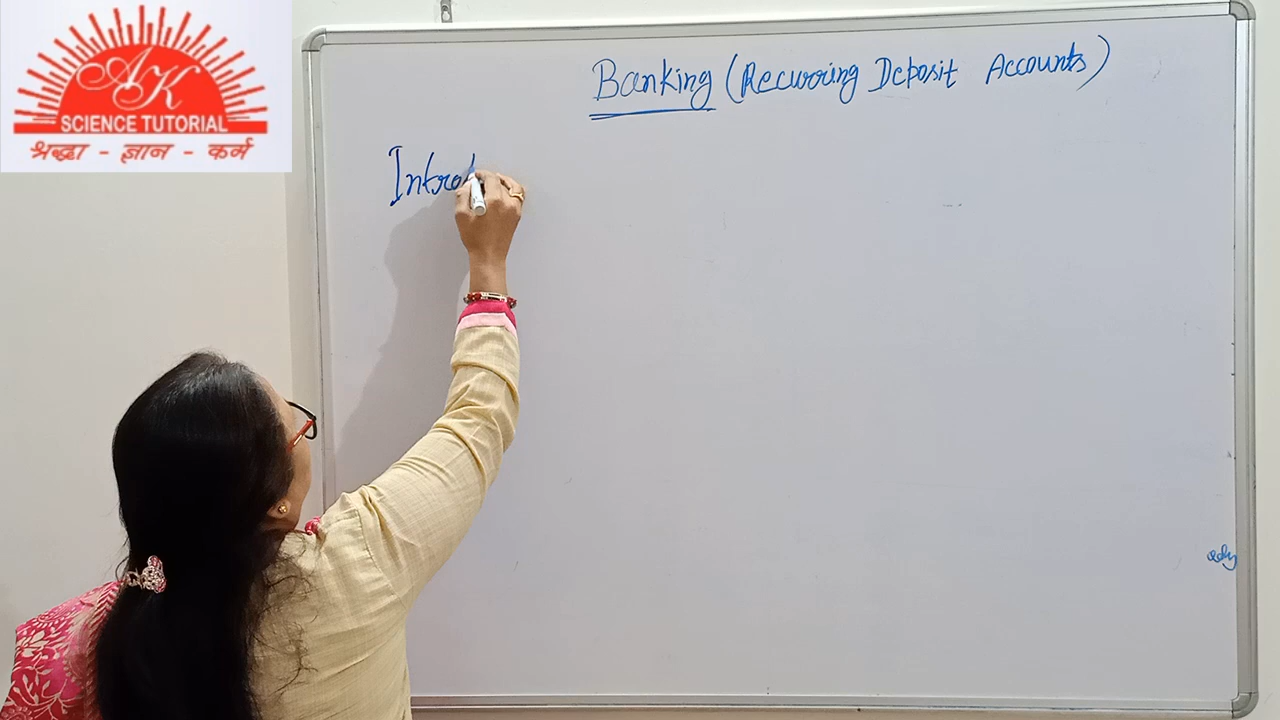 AK
SCIENCE TUTORIAL
श्रद्धा - ज्ञान - कर्म
Banking (Recurring Deposit Accounts)
Introd